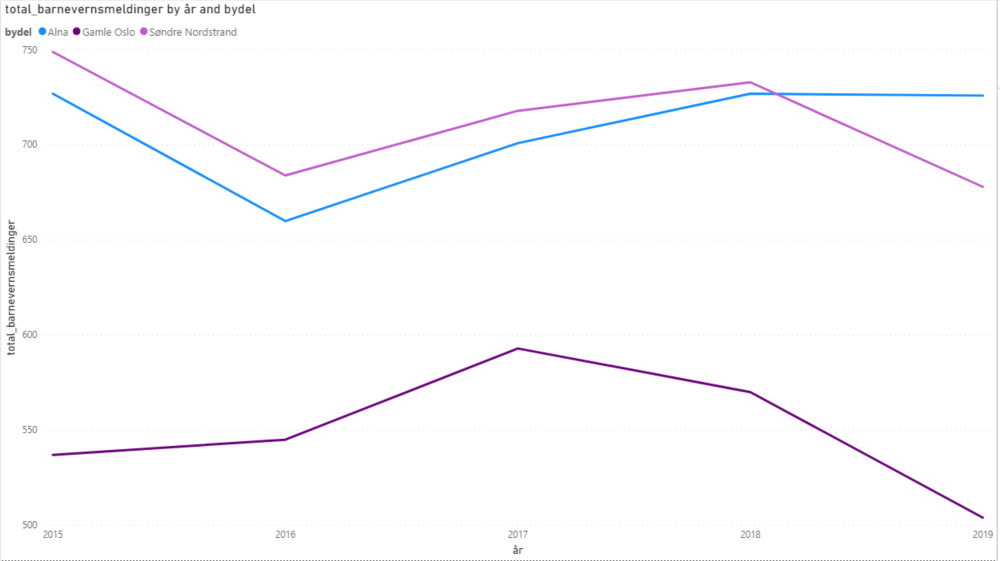 total_barnevernsmeldinger by år and bydel
bydel Alna Gamle Oslo Søndre Nordstrand
750
700
650
600
550
500
total_barnevernsmeldinger
2015 2016 2017 2018 2019
år